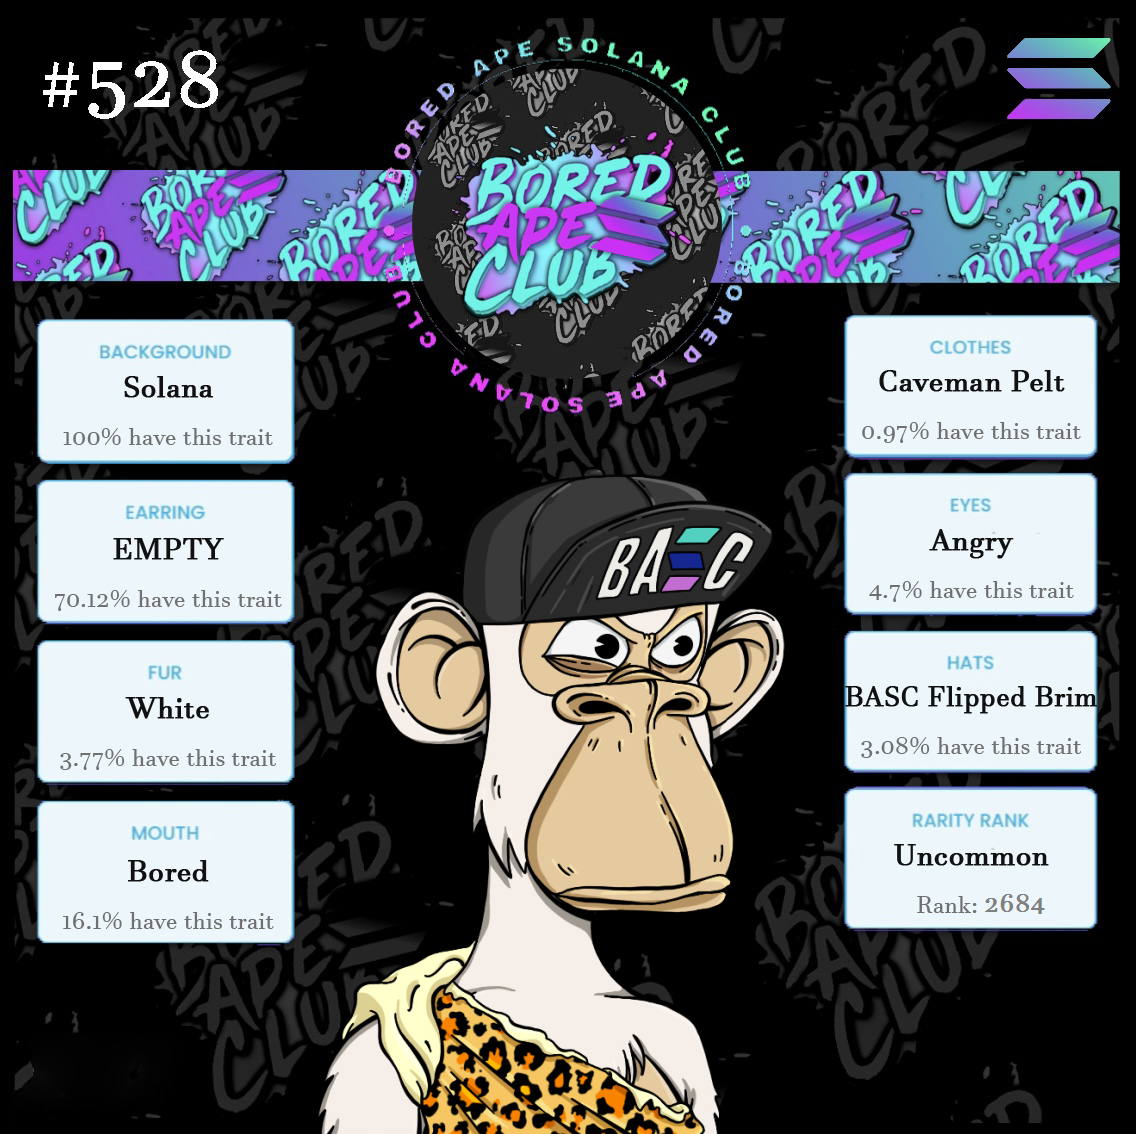 #528
BORED APE SOLANA CLUB
BORED APE SOLANA CLUB
BORED
APE
CLUB
BACKGROUND
Solana
100% have this trait
EARRING
EMPTY
70.12% have this trait
FUR
White
3.77% have this trait
MOUTH
Bored
16.1% have this trait
CLOTHES
Caveman Pelt
0.97% have this trait
EYES
Angry
4.7% have this trait
HATS
BASC Flipped Brim
3.08% have this trait
RARITY RANK
Uncommon
Rank: 2684
BASC